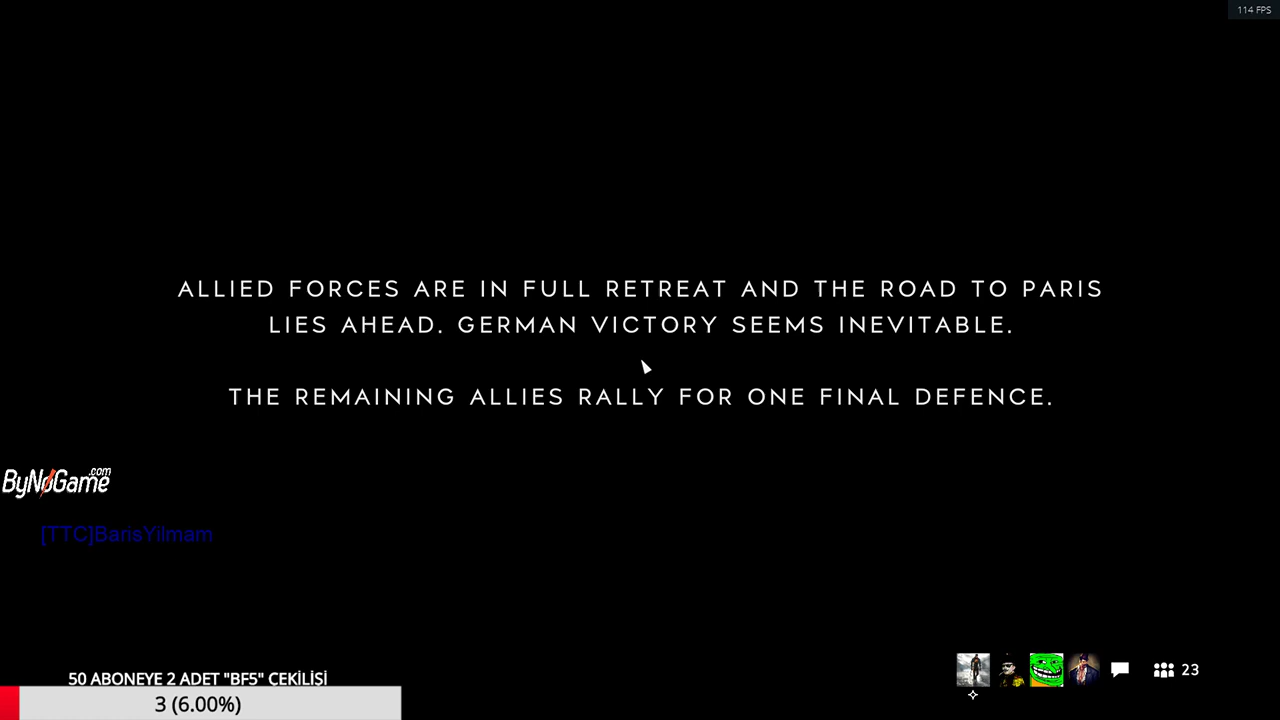 114 FPS
ALLIED FORCES ARE IN FULL RETREAT AND THE ROAD TO PARIS
LIES AHEAD. GERMAN VICTORY SEEMS INEVITABLE.
THE REMAINING ALLIES RALLY FOR ONE FINAL DEFENCE.
ByNoGame.com
[TTC]BarisYilmam
50 ABONEYE 2 ADET "BF5" ÇEKİLİŞİ
3 (6.00%)
23